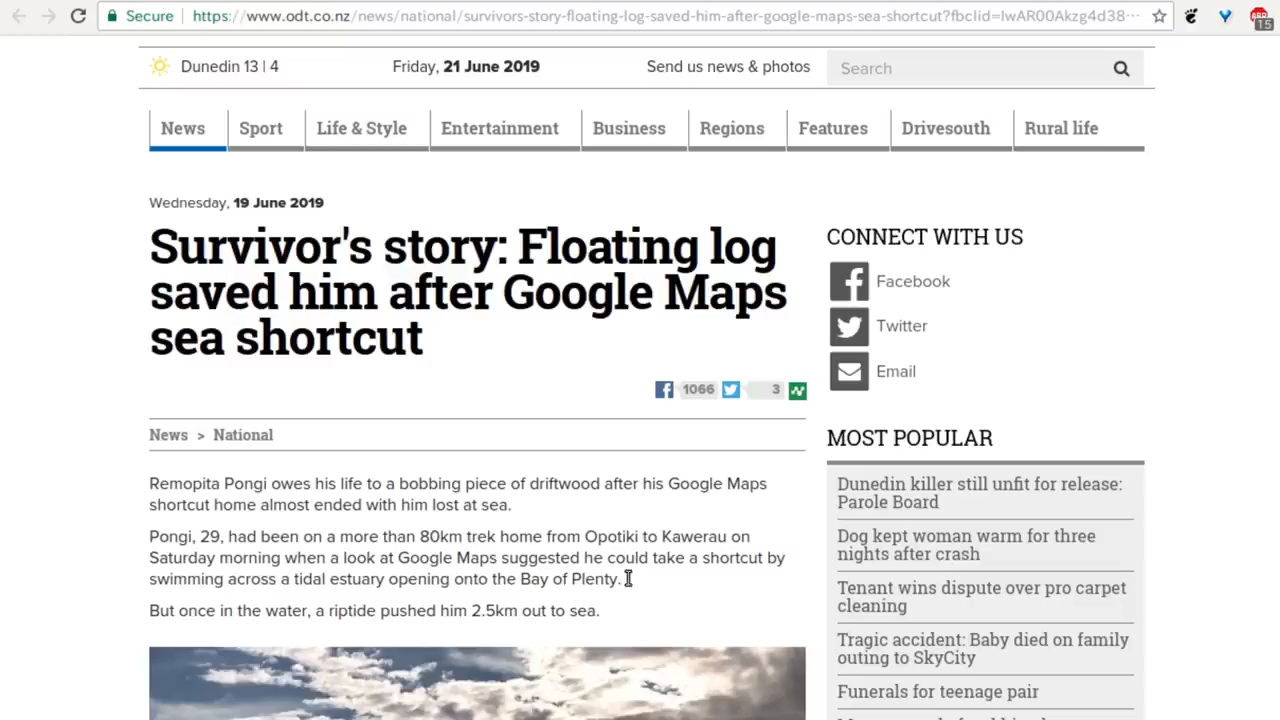 Secure https://www.odt.co.nz/news/national/survivors-story-floating-log-saved-him-after-google-maps-sea-shortcut?fbclid=IwAR00Akzg4d38···
15
Dunedin 13 | 4 Friday, 21 June 2019 Send us news & photos Search
News Sport Life & Style Entertainment Business Regions Features Drivesouth Rural life
Wednesday, 19 June 2019
Survivor's story: Floating log
saved him after Google Maps
sea shortcut
1066 3
News > National
Remopita Pongi owes his life to a bobbing piece of driftwood after his Google Maps
shortcut home almost ended with him lost at sea.
Pongi, 29, had been on a more than 80km trek home from Opotiki to Kawerau on
Saturday morning when a look at Google Maps suggested he could take a shortcut by
swimming across a tidal estuary opening onto the Bay of Plenty.
But once in the water, a riptide pushed him 2.5km out to sea.
CONNECT WITH US
Facebook
Twitter
Email
MOST POPULAR
Dunedin killer still unfit for release:
Parole Board
Dog kept woman warm for three
nights after crash
Tenant wins dispute over pro carpet
cleaning
Tragic accident: Baby died on family
outing to SkyCity
Funerals for teenage pair